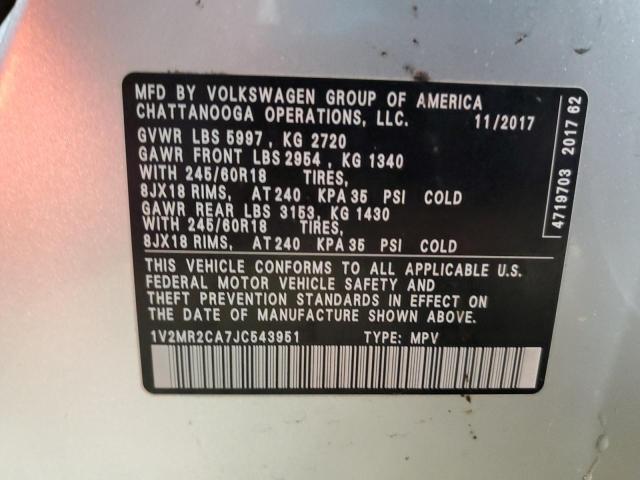 MFD BY VOLKSWAGEN GROUP OF AMERICA
CHATTANOOGA OPERATIONS, LLC. 11/2017
GVWR LBS 5997, KG 2720
GAWR FRONT LBS 2954, KG 1340
WITH 245/60R18 TIRES,
8JX18 RIMS, AT 240 KPA 35 PSI COLD
GAWR REAR LBS 3153, KG 1430
WITH 245/60R18 TIRES,
8JX18 RIMS, AT 240 KPA 35 PSI COLD
THIS VEHICLE CONFORMS TO ALL APPLICABLE U.S.
FEDERAL MOTOR VEHICLE SAFETY AND
THEFT PREVENTION STANDARDS IN EFFECT ON
THE DATE OF MANUFACTURE SHOWN ABOVE.
1V2MR2CA7JC543951 TYPE: MPV
4719703 2017 62